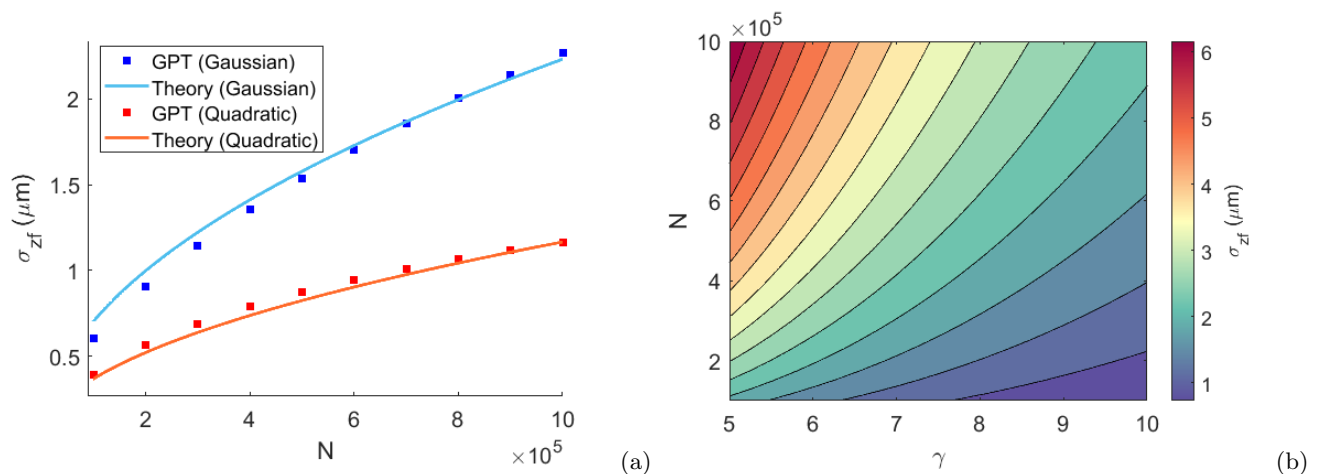 GPT (Gaussian)
Theory (Gaussian)
GPT (Quadratic)
Theory (Quadratic)
2
1.5
1
0.5
σzf (μm)
2
4
6
8
10
N
× 10^5
(a)
× 10^5
10
8
6
4
2
N
5
6
7
8
9
10
γ
6
5
4
3
2
1
σzf (μm)
(b)